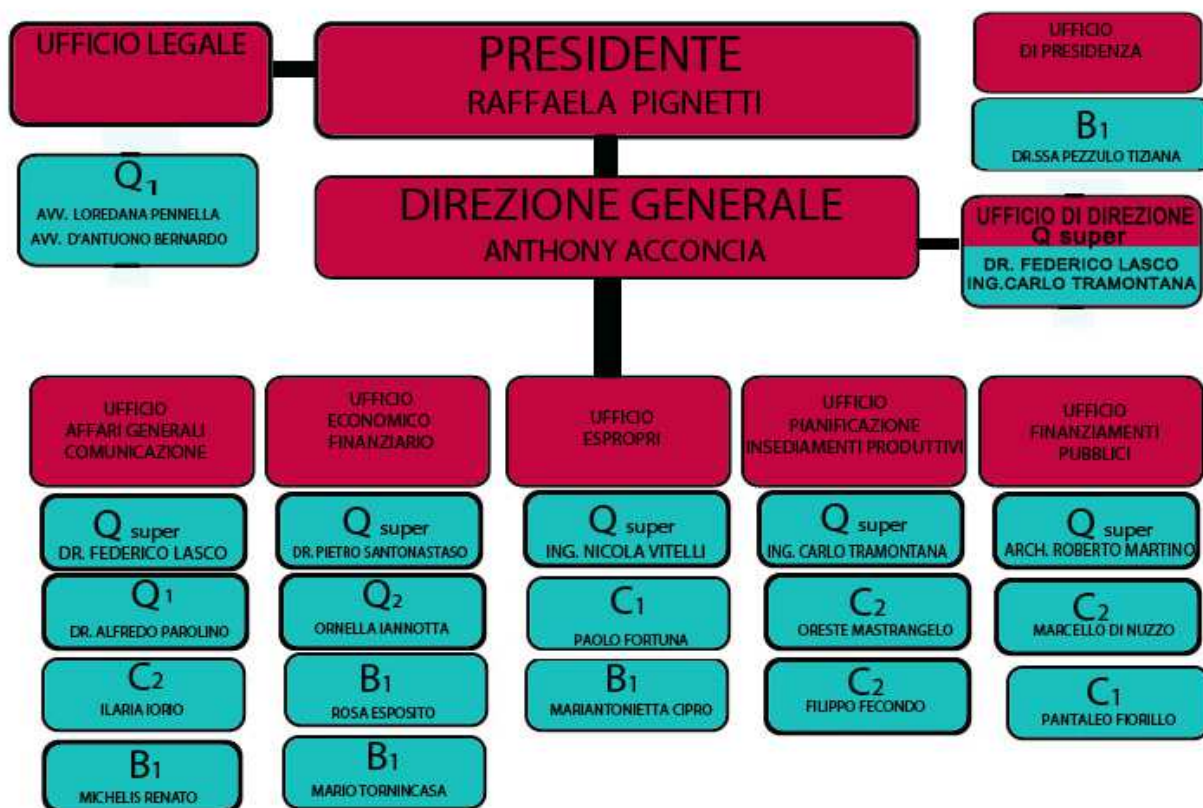 UFFICIO LEGALE
PRESIDENTE
RAFFAELA PIGNETTI
UFFICIO
DI PRESIDENZA
Q1
AVV. LOREDANA PENNELLA
AVV. D'ANTUONO BERNARDO
B1
DR.SSA PEZZULO TIZIANA
DIREZIONE GENERALE
ANTHONY ACCONCIA
UFFICIO DI DIREZIONE
Q super
DR. FEDERICO LASCO
ING.CARLO TRAMONTANA
UFFICIO
AFFARI GENERALI
COMUNICAZIONE
Q super
DR. FEDERICO LASCO
Q1
DR. ALFREDO PAROLINO
C2
ILARIA IORIO
B1
MICHELIS RENATO
UFFICIO
ECONOMICO
FINANZIARIO
Q super
DR. PIETRO SANTONASTASO
Q2
ORNELLA IANNOTTA
B1
ROSA ESPOSITO
B1
MARIO TORNINCASA
UFFICIO
ESPROPRI
Q super
ING. NICOLA VITELLI
C1
PAOLO FORTUNA
B1
MARIANTONIETTA CIPRO
UFFICIO
PIANIFICAZIONE
INSEDIAMENTI PRODUTTIVI
Q super
ING. CARLO TRAMONTANA
C2
ORESTE MASTRANGELO
C2
FILIPPO FECONDO
UFFICIO
FINANZIAMENTI
PUBBLICI
Q super
ARCH. ROBERTO MARTINO
C2
MARCELLO DI NUZZO
C1
PANTALEO FIORILLO